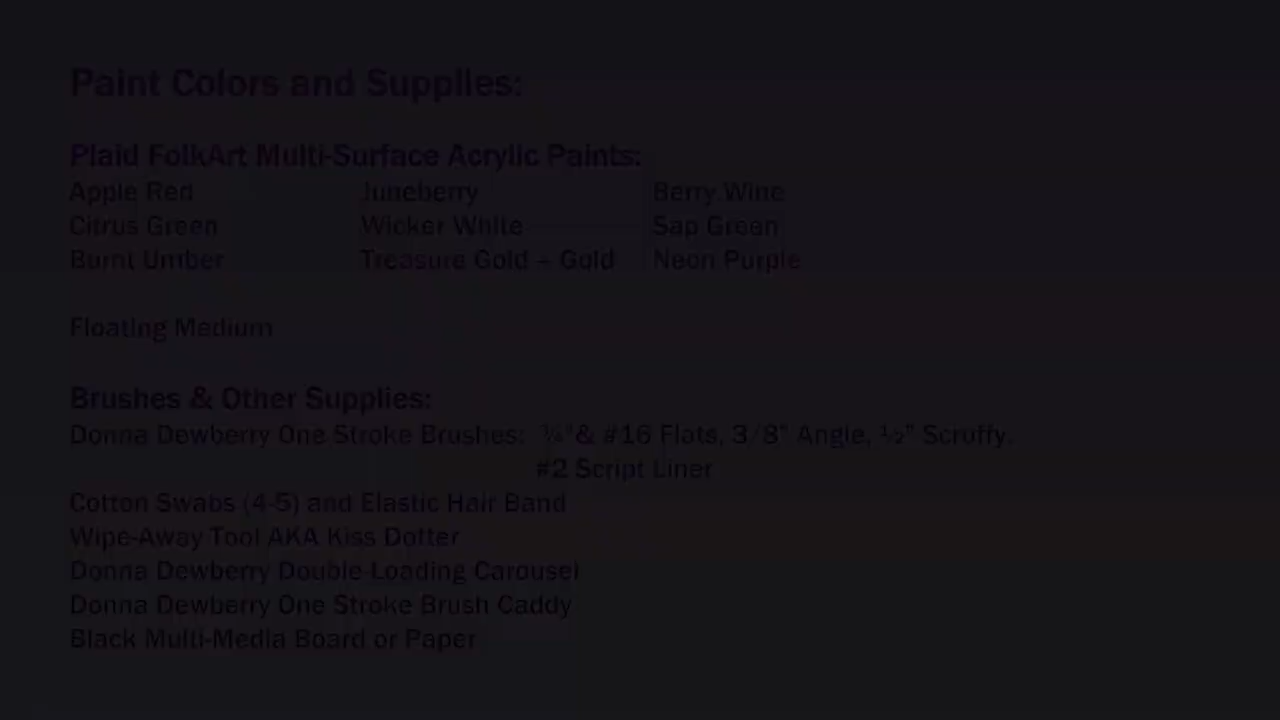 Paint Colors and Supplies:
Plaid FolkArt Multi-Surface Acrylic Paints:
Apple Red Juneberry Berry Wine
Citrus Green Wicker White Sap Green
Burnt Umber Treasure Gold – Gold Neon Purple
Floating Medium
Brushes & Other Supplies:
Donna Dewberry One Stroke Brushes: ¾"& #16 Flats, 3/8" Angle, ½" Scruffy,
#2 Script Liner
Cotton Swabs (4-5) and Elastic Hair Band
Wipe-Away Tool AKA Kiss Dotter
Donna Dewberry Double-Loading Carousel
Donna Dewberry One Stroke Brush Caddy
Black Multi-Media Board or Paper